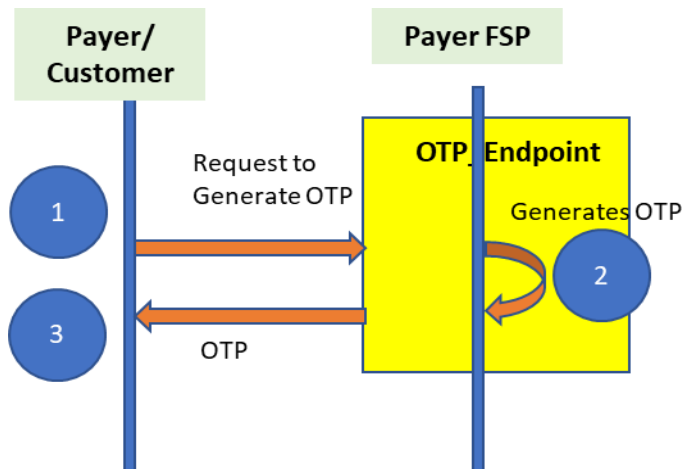 Payer/
Customer
Payer FSP
OTP_Endpoint
Request to
Generate OTP
1
Generates OTP
2
3
OTP